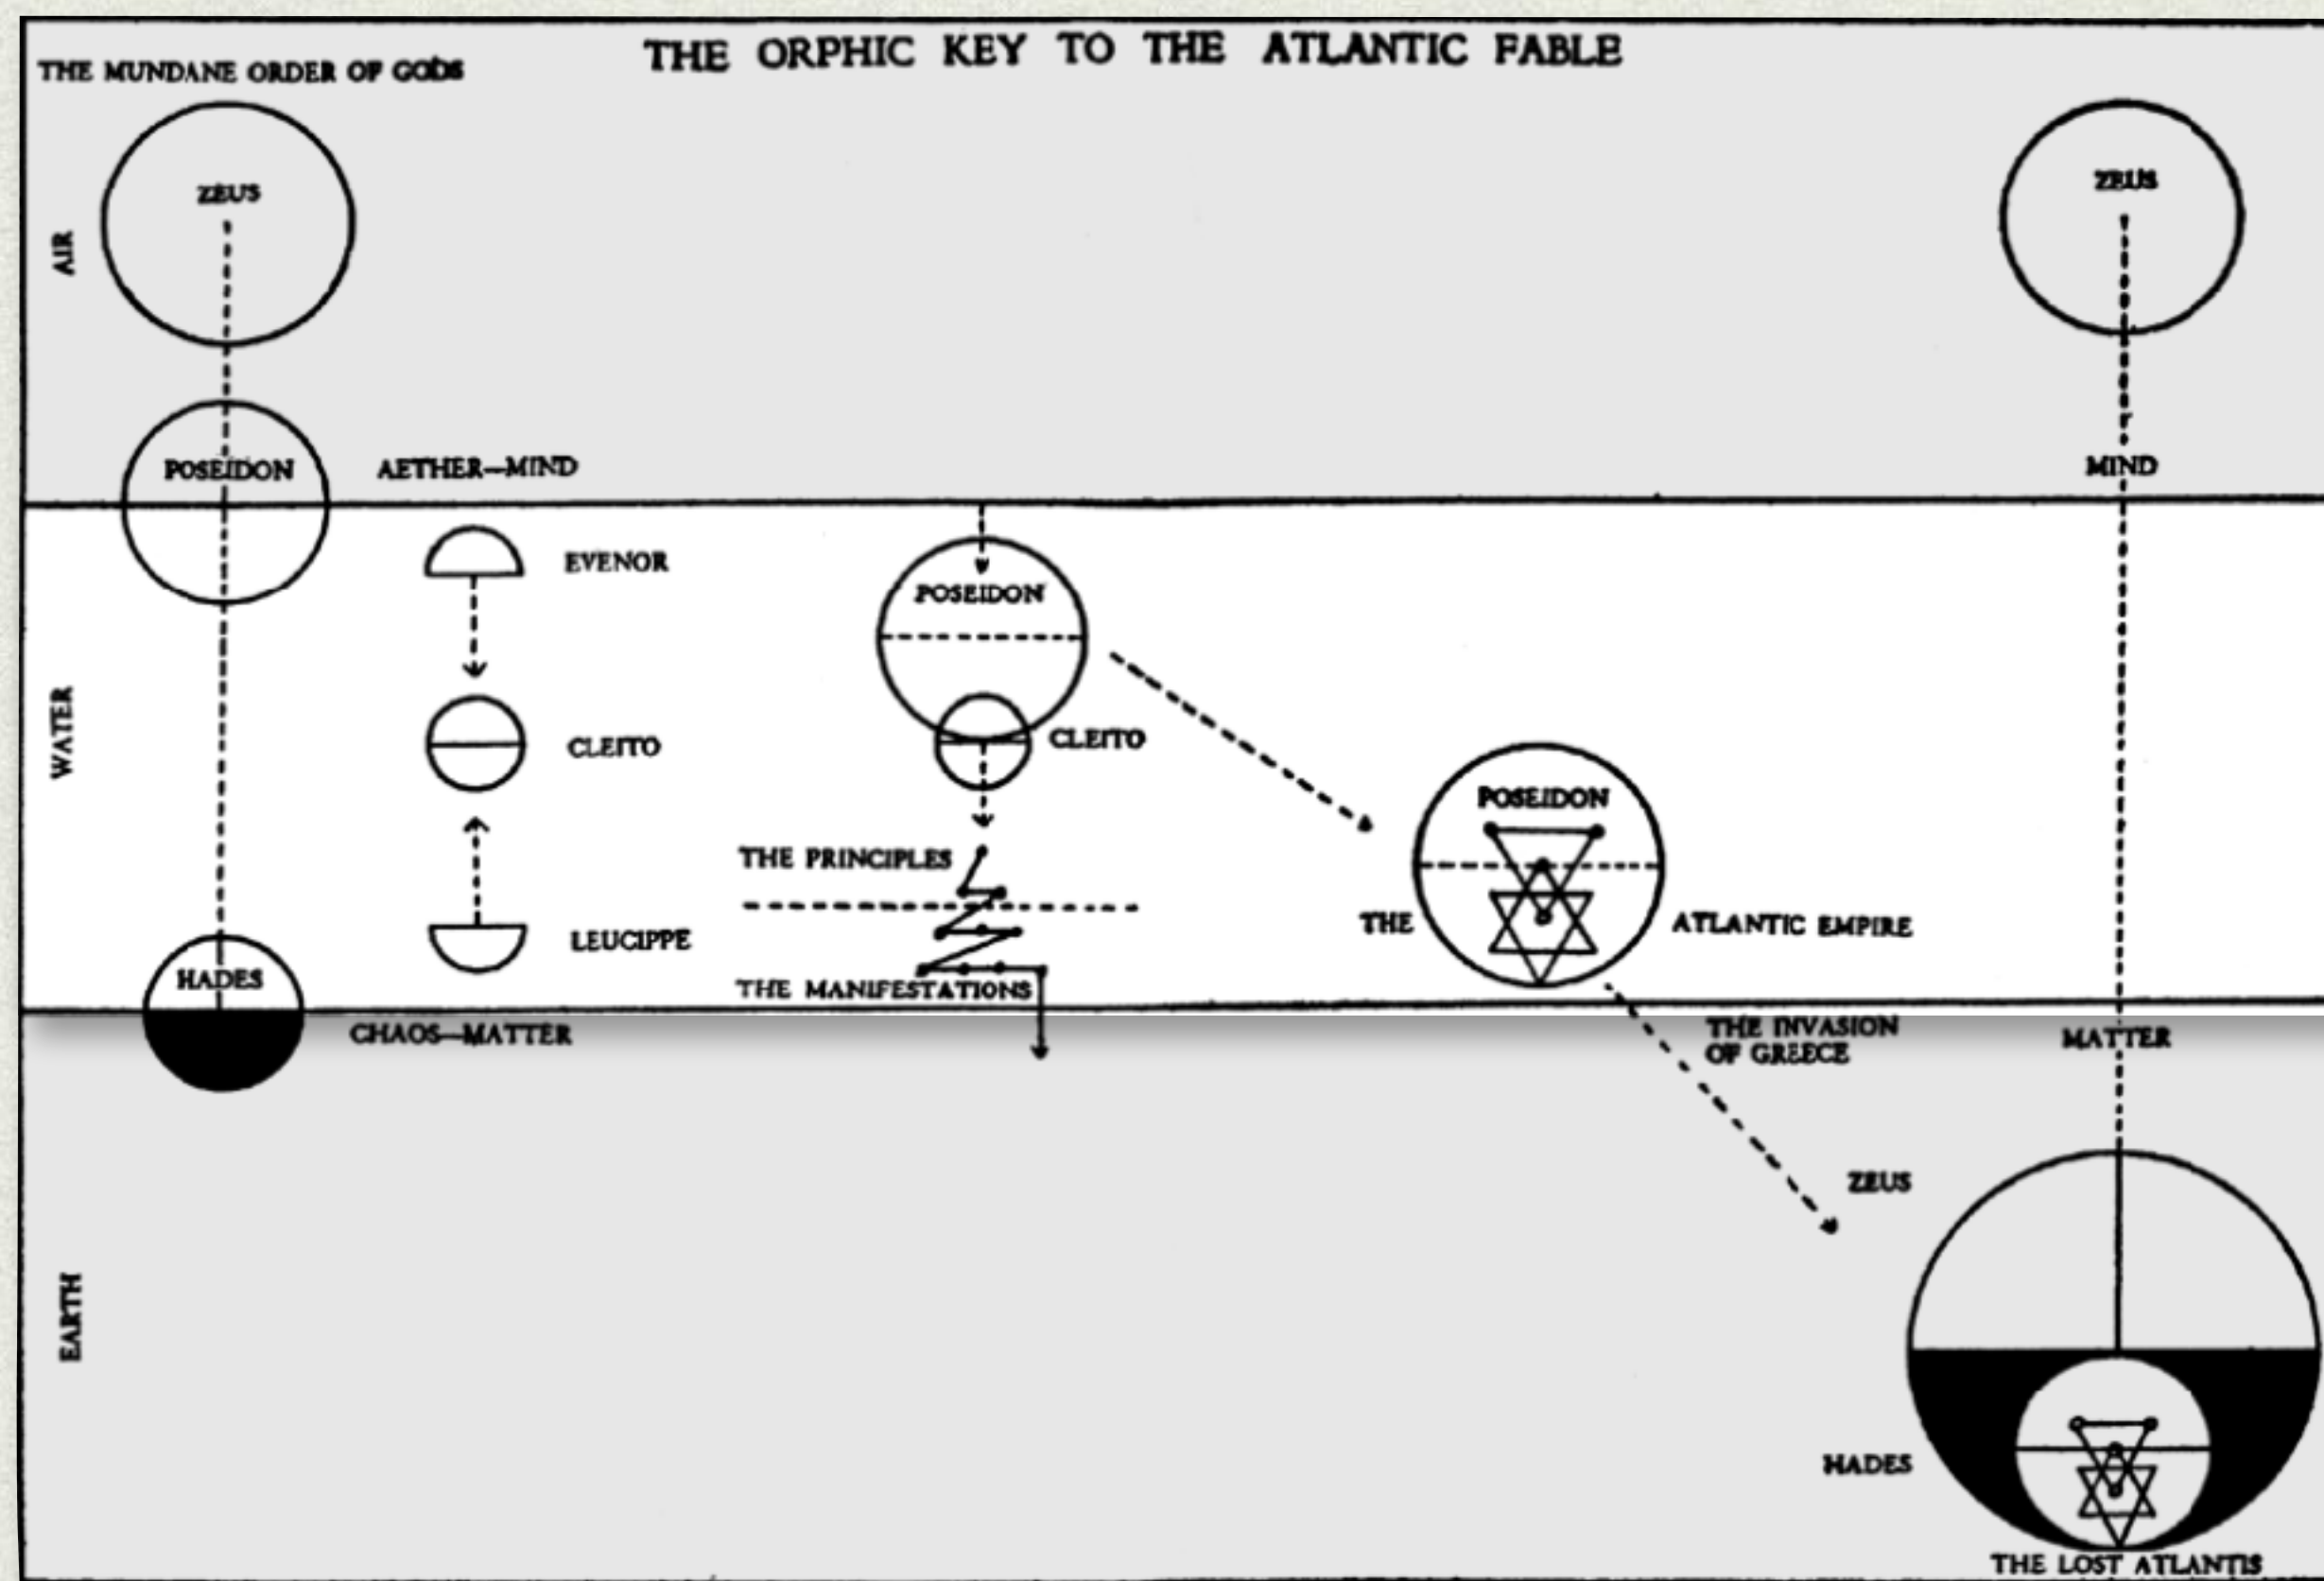 THE ORPHIC KEY TO THE ATLANTIC FABLE
THE MUNDANE ORDER OF GODS
ZEUS
ZEUS
AIR
POSEIDON
AETHER—MIND
MIND
EVENOR
POSEIDON
CLEITO
CLEITO
WATER
POSEIDON
THE PRINCIPLES
THE
ATLANTIC EMPIRE
LEUCIPPE
HADES
THE MANIFESTATIONS
CHAOS—MATTER
THE INVASION
OF GREECE
MATTER
ZEUS
EARTH
HADES
THE LOST ATLANTIS